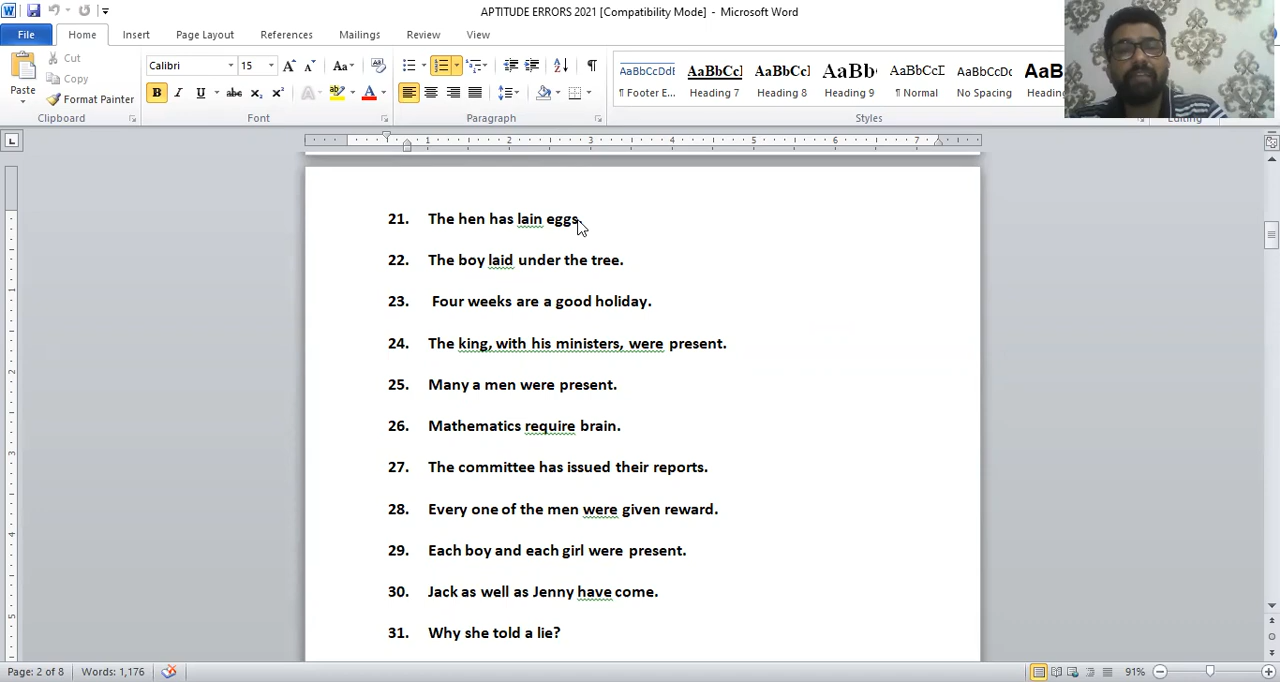 APTITUDE ERRORS 2021 [Compatibility Mode] - Microsoft Word
File Home Insert Page Layout References Mailings Review View
Paste
Cut
Copy
Format Painter
Clipboard
Calibri 15
Font
Paragraph
AaBbCcDdE AaBbCcI AaBbCcI AaBbC AaBbCcD AaBbCcDc AaB
¶ Footer E... Heading 7 Heading 8 Heading 9 ¶ Normal No Spacing Heading
Styles
Editing
21. The hen has lain eggs.
22. The boy laid under the tree.
23. Four weeks are a good holiday.
24. The king, with his ministers, were present.
25. Many a men were present.
26. Mathematics require brain.
27. The committee has issued their reports.
28. Every one of the men were given reward.
29. Each boy and each girl were present.
30. Jack as well as Jenny have come.
31. Why she told a lie?
Page: 2 of 8 Words: 1,176 91%